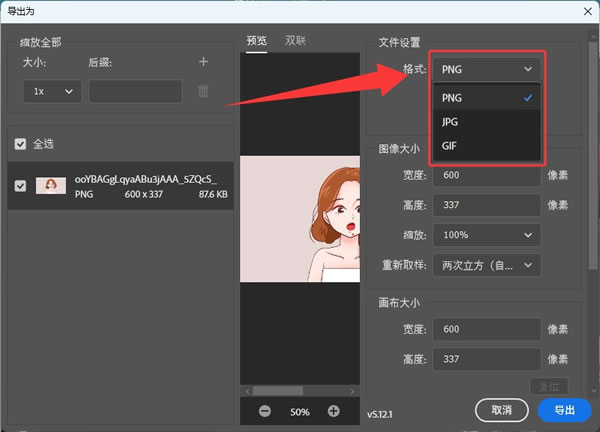 导出为
缩放全部
大小:
后缀:
1x
全选
ooYBAGgLqyaABu3jAAA_5ZQcS_
PNG
600 x 337
87.6 KB
预览
双联
50%
文件设置
格式:
PNG
PNG
JPG
GIF
图像大小
宽度:
600
像素
高度:
337
像素
缩放:
100%
重新取样:
两次立方（自...
画布大小
宽度:
600
像素
高度:
337
像素
复位
v5.12.1
取消
导出